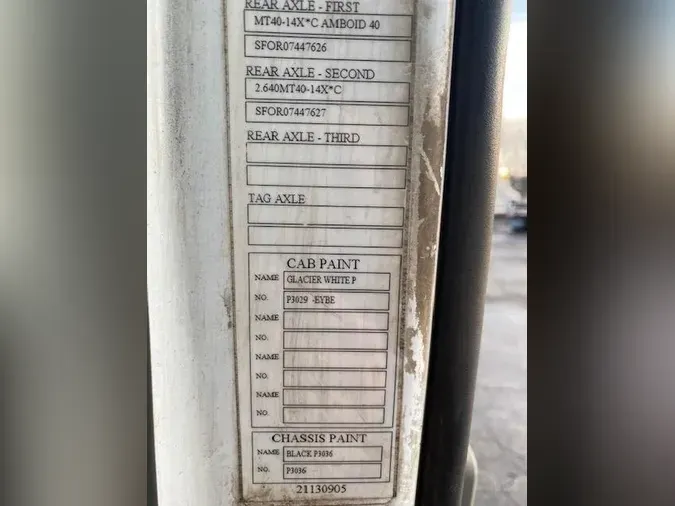 REAR AXLE - FIRST
MT40-14X*C AMBOID 40
SFOR07447626
REAR AXLE - SECOND
2.640MT40-14X*C
SFOR07447627
REAR AXLE - THIRD
TAG AXLE
CAB PAINT
NAME GLACIER WHITE P
NO. P3029 -EYBE
NAME
NO.
NAME
NO.
NAME
NO.
CHASSIS PAINT
NAME BLACK P3036
NO. P3036
21130905